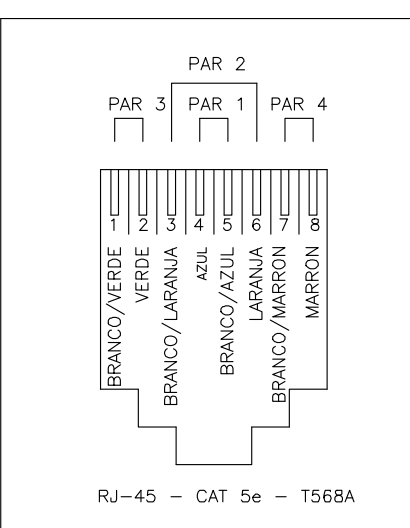 PAR 2
PAR 3 PAR 1 PAR 4
1 2 3 4 5 6 7 8
BRANCO/VERDE
VERDE
BRANCO/LARANJA
AZUL
BRANCO/AZUL
LARANJA
BRANCO/MARRON
MARRON
RJ-45 - CAT 5e - T568A